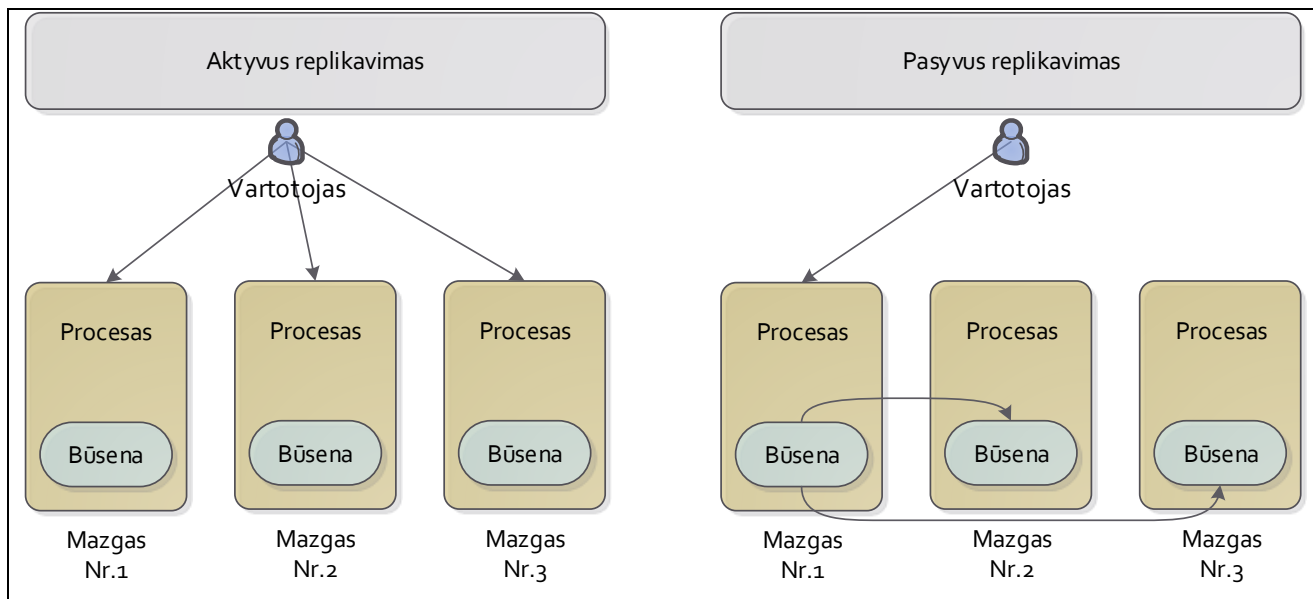 Aktyvus replikavimas
Vartotojas
Procesas
Būsena
Mazgas
Nr.1
Procesas
Būsena
Mazgas
Nr.2
Procesas
Būsena
Mazgas
Nr.3
Pasyvus replikavimas
Vartotojas
Procesas
Būsena
Mazgas
Nr.1
Procesas
Būsena
Mazgas
Nr.2
Procesas
Būsena
Mazgas
Nr.3